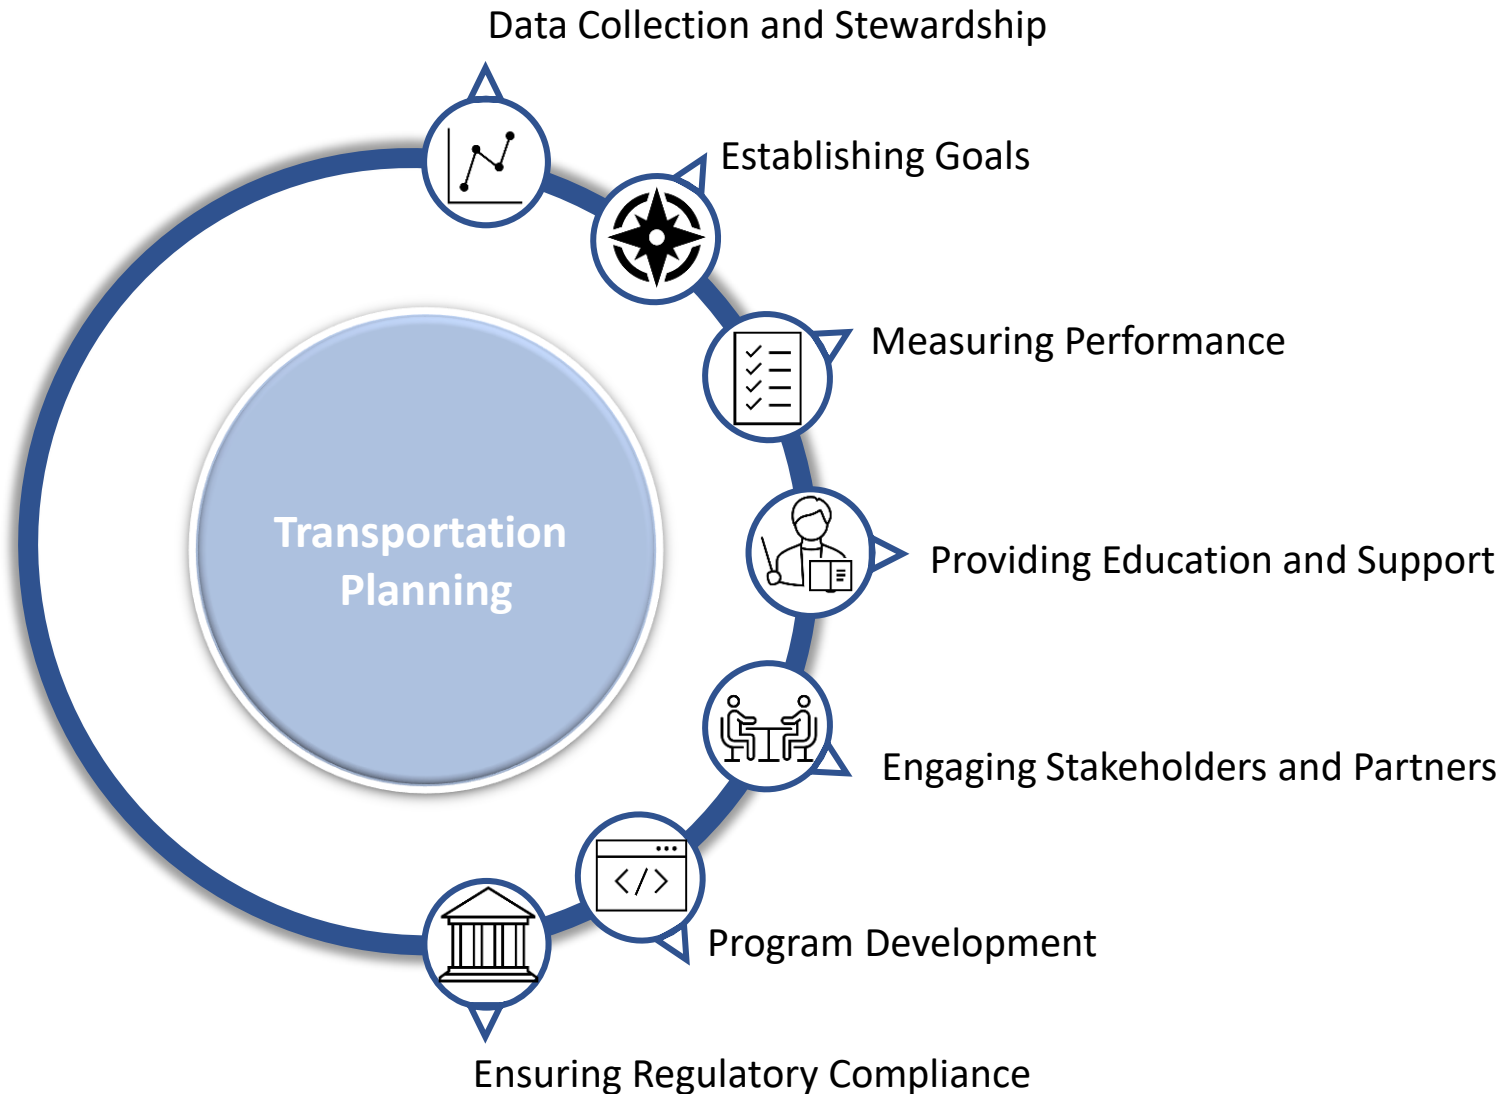 Data Collection and Stewardship
Establishing Goals
Measuring Performance
Transportation
Planning
Providing Education and Support
Engaging Stakeholders and Partners
Program Development
Ensuring Regulatory Compliance